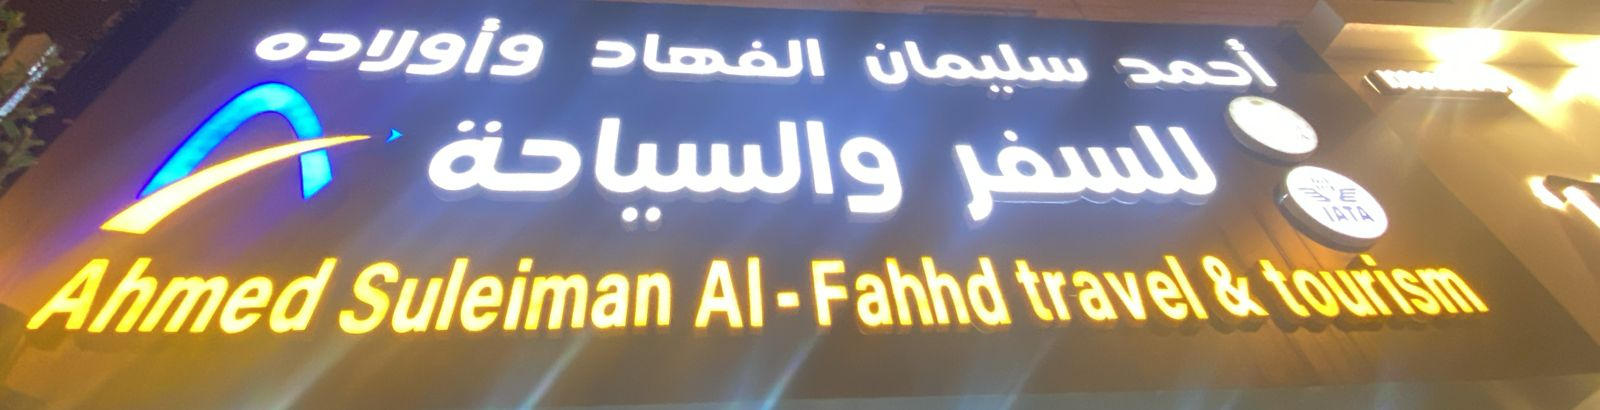 أحمد سليمان الفهاد وأولاده
للسفر والسياحة
IATA
Ahmed Suleiman Al-Fahhd travel & tourism